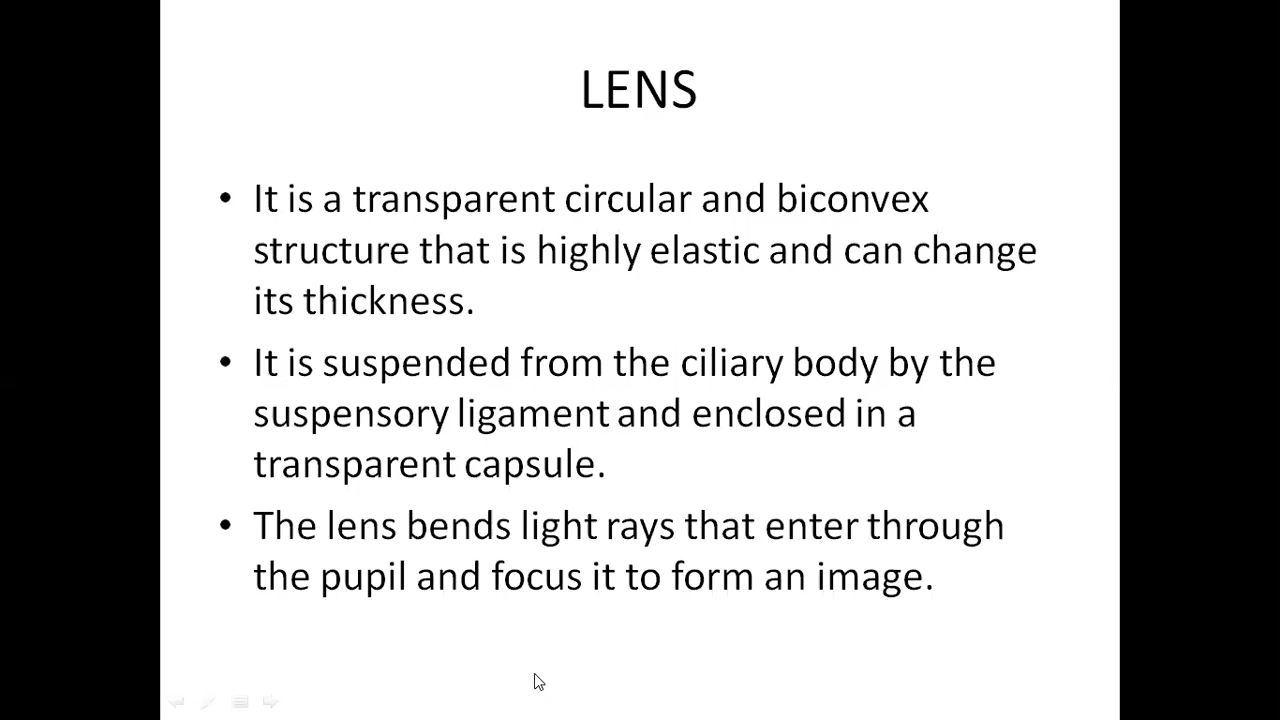 LENS
• It is a transparent circular and biconvex
structure that is highly elastic and can change
its thickness.
• It is suspended from the ciliary body by the
suspensory ligament and enclosed in a
transparent capsule.
• The lens bends light rays that enter through
the pupil and focus it to form an image.